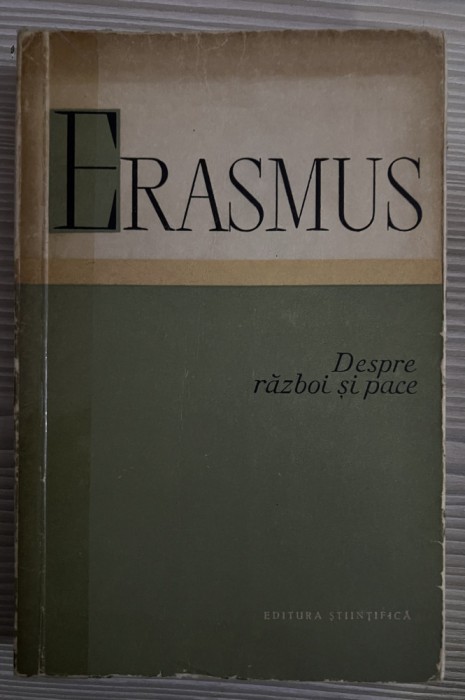 ERASMUS
Despre
război și pace
EDITURA ȘTIINȚIFICĂ